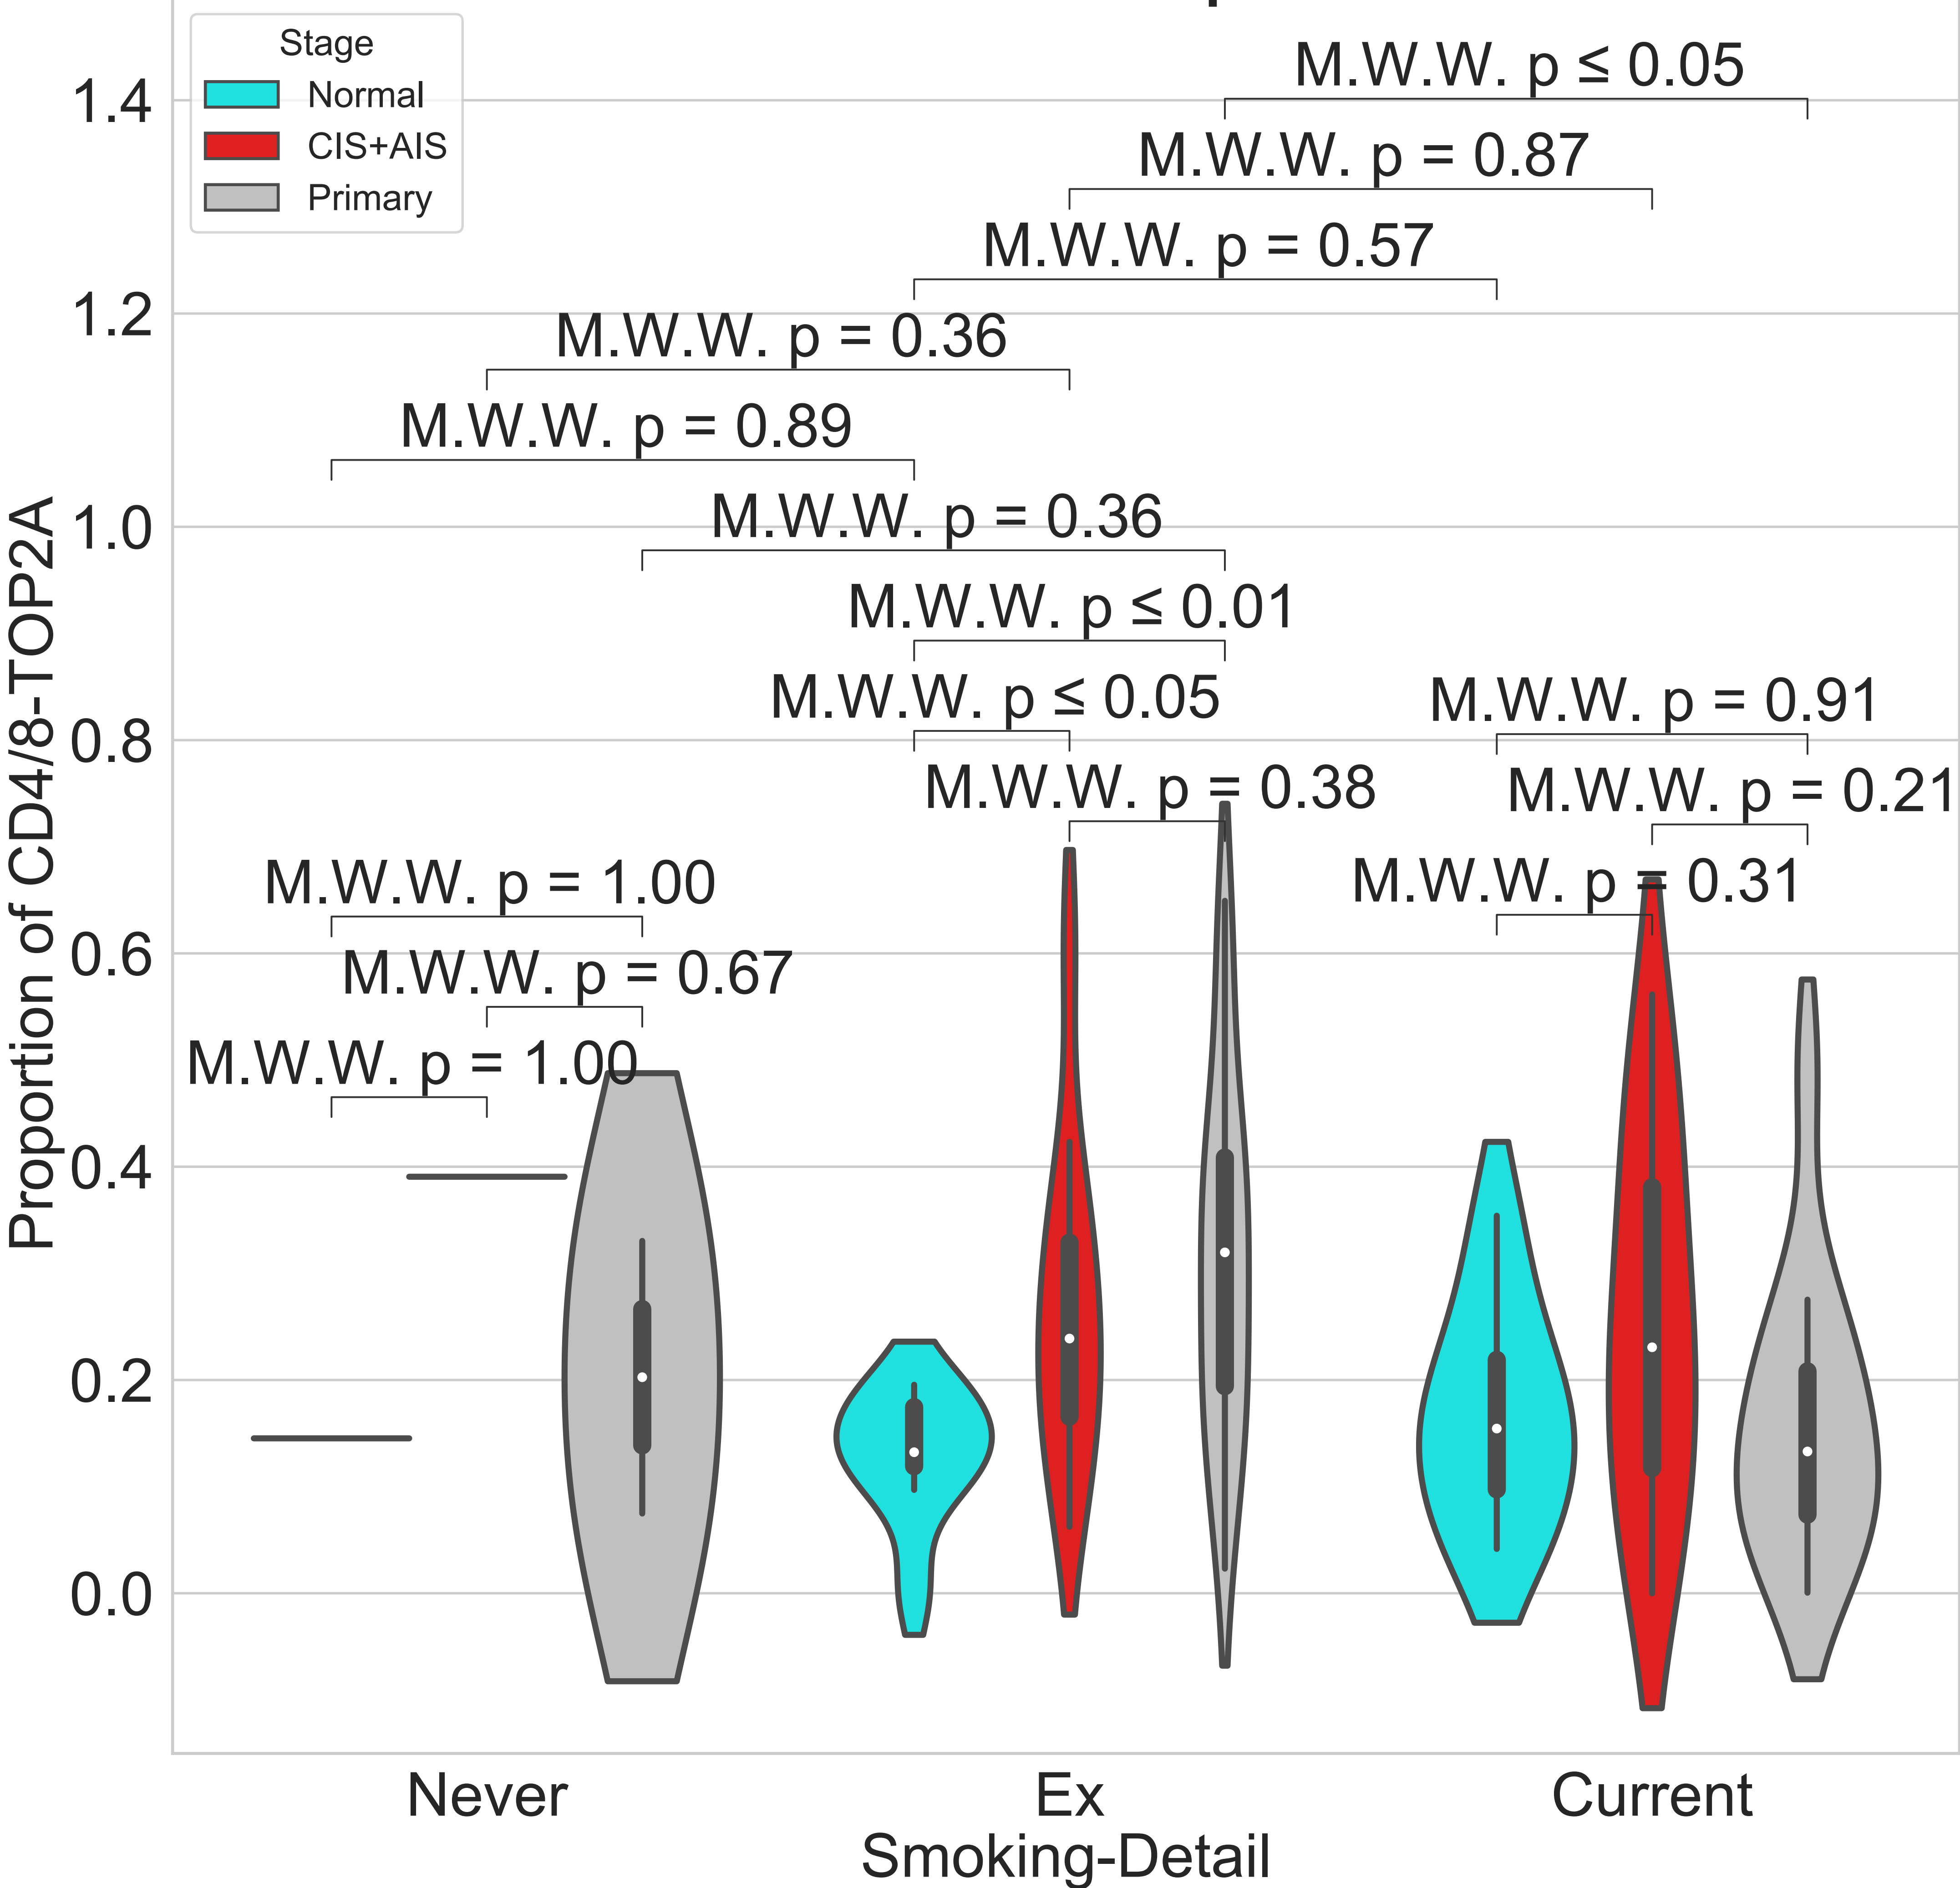 Stage
Normal
CIS+AIS
Primary
M.W.W. p ≤ 0.05
M.W.W. p = 0.87
M.W.W. p = 0.57
M.W.W. p = 0.36
M.W.W. p = 0.89
M.W.W. p = 0.36
M.W.W. p ≤ 0.01
M.W.W. p ≤ 0.05
M.W.W. p = 0.91
M.W.W. p = 0.38
M.W.W. p = 0.21
M.W.W. p = 1.00
M.W.W. p = 0.31
M.W.W. p = 0.67
M.W.W. p = 1.00
1.4
1.2
1.0
0.8
0.6
0.4
0.2
0.0
Proportion of CD4/8-TOP2A
Never
Ex
Current
Smoking-Detail